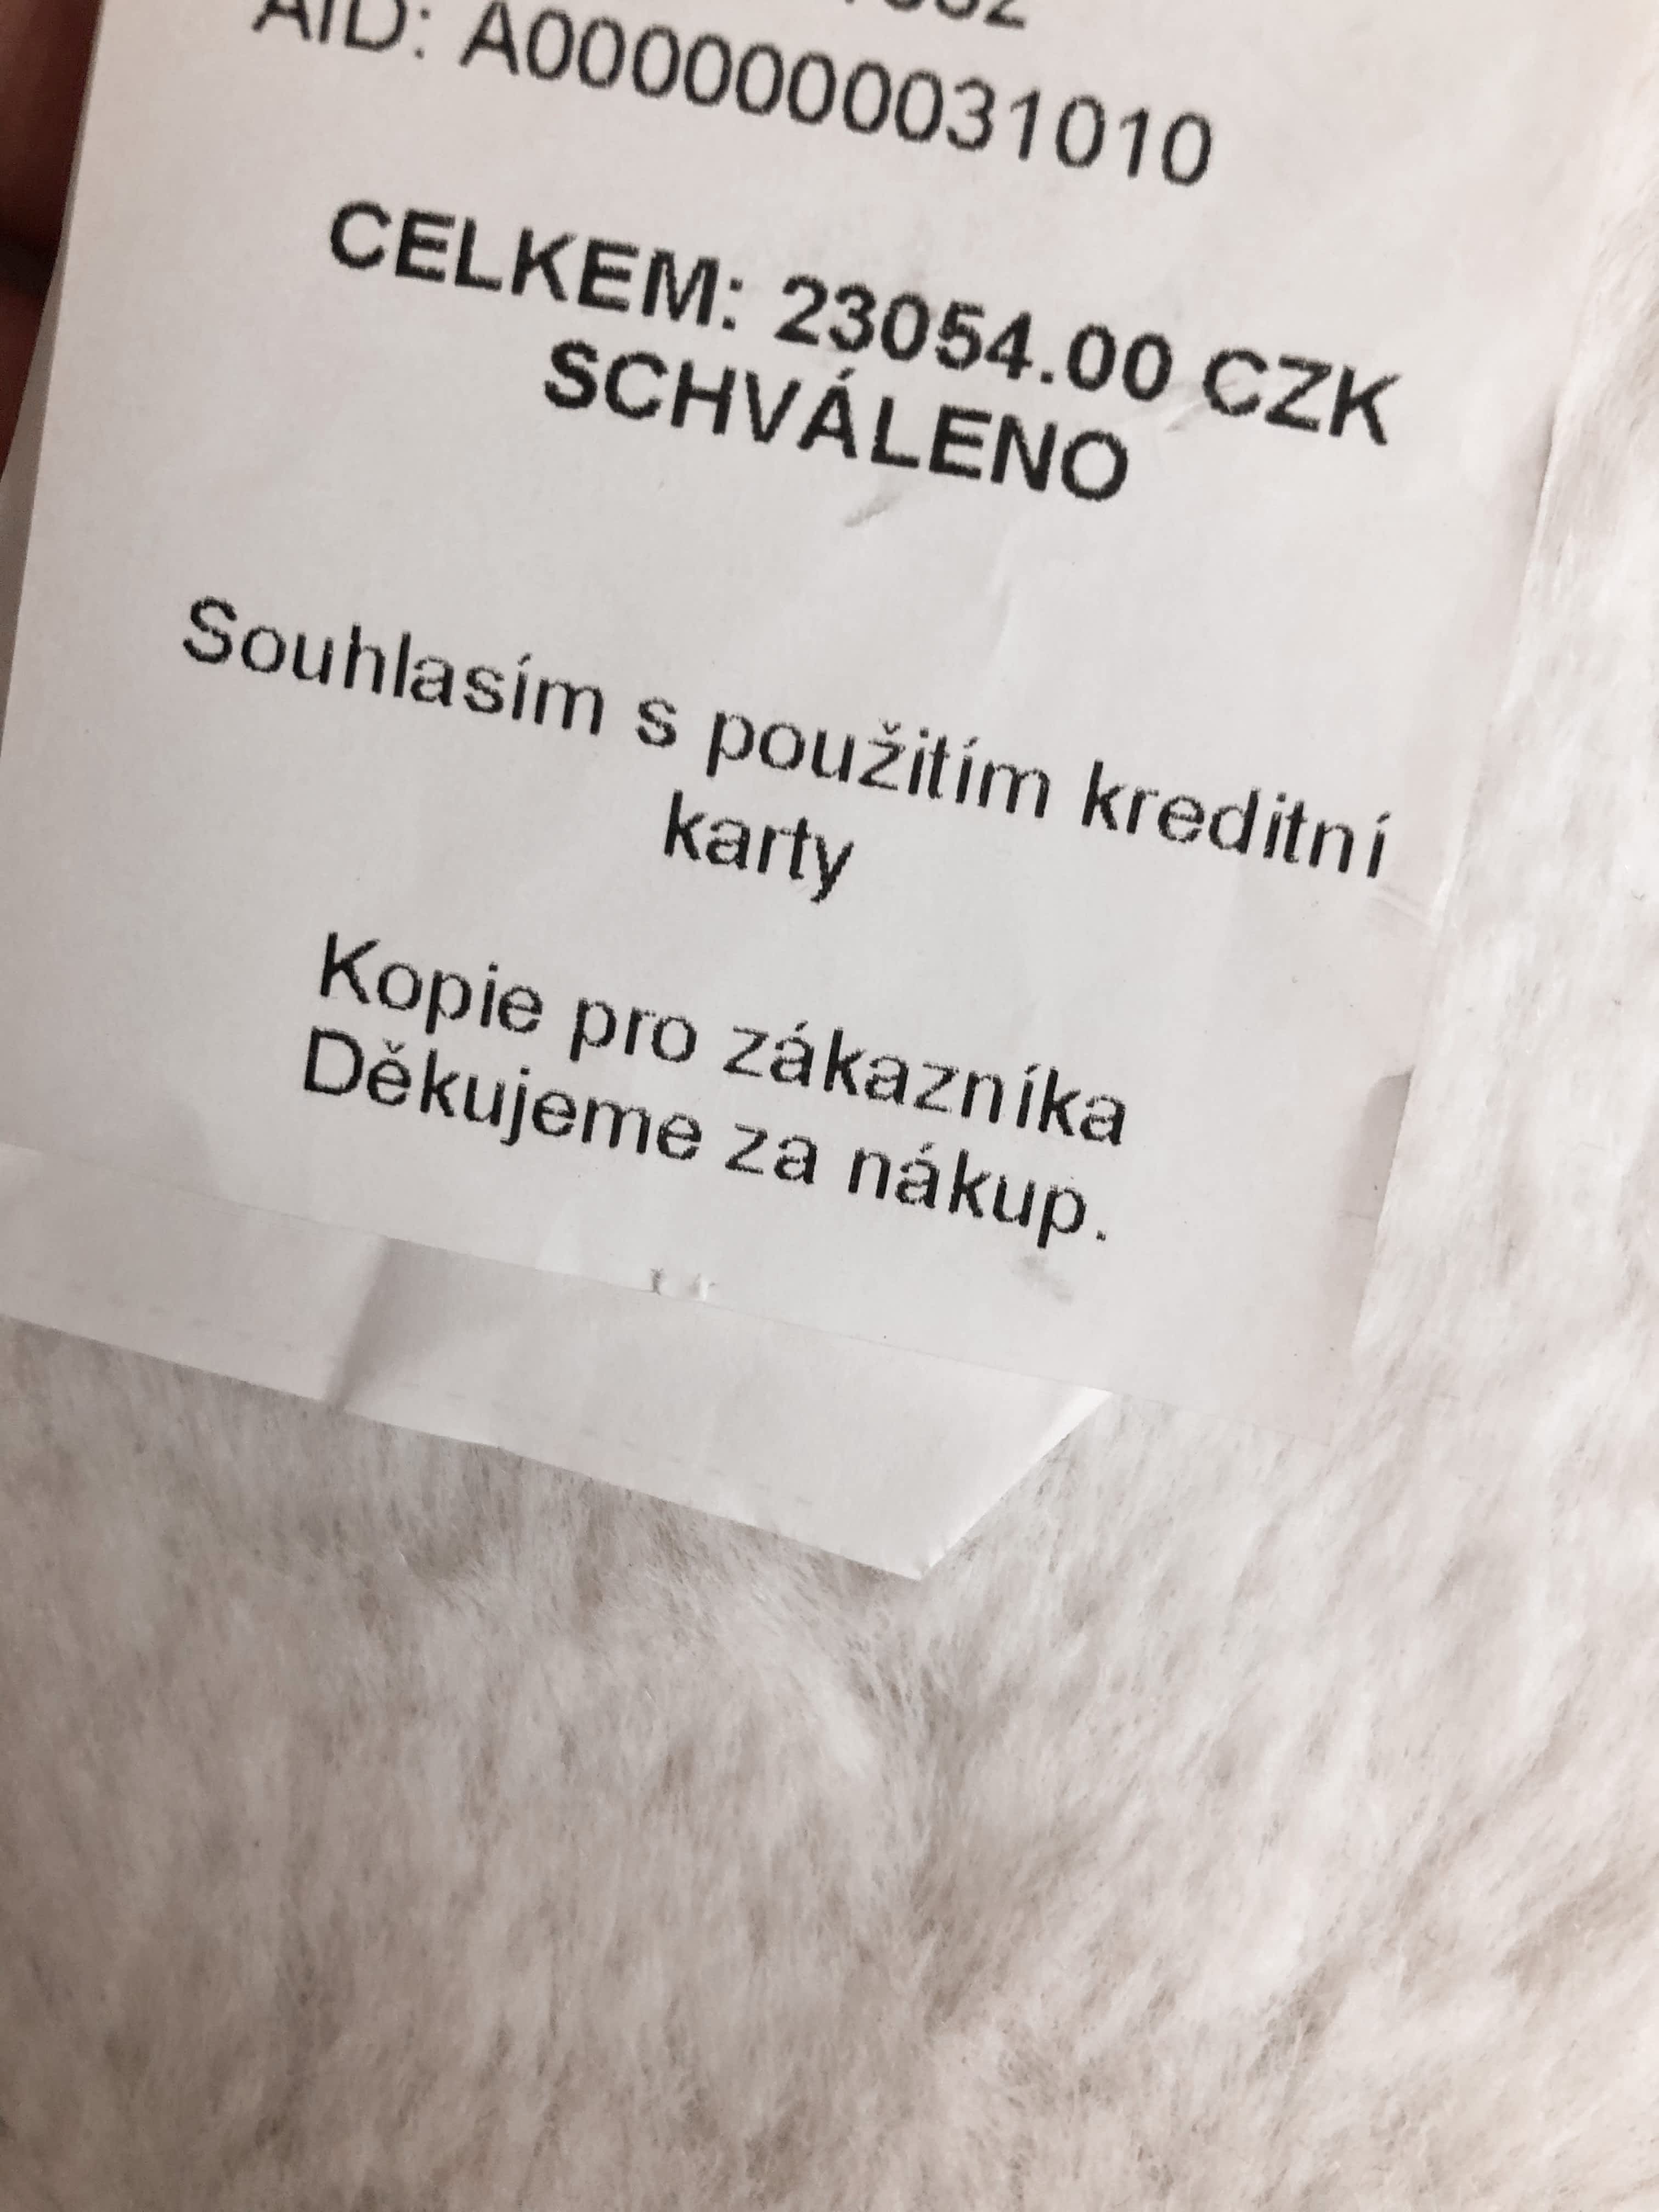 AID: A0000000031010
CELKEM: 23054.00 CZK
SCHVÁLENO
Souhlasím s použitím kreditní
karty
Kopie pro zákazníka
Děkujeme za nákup.